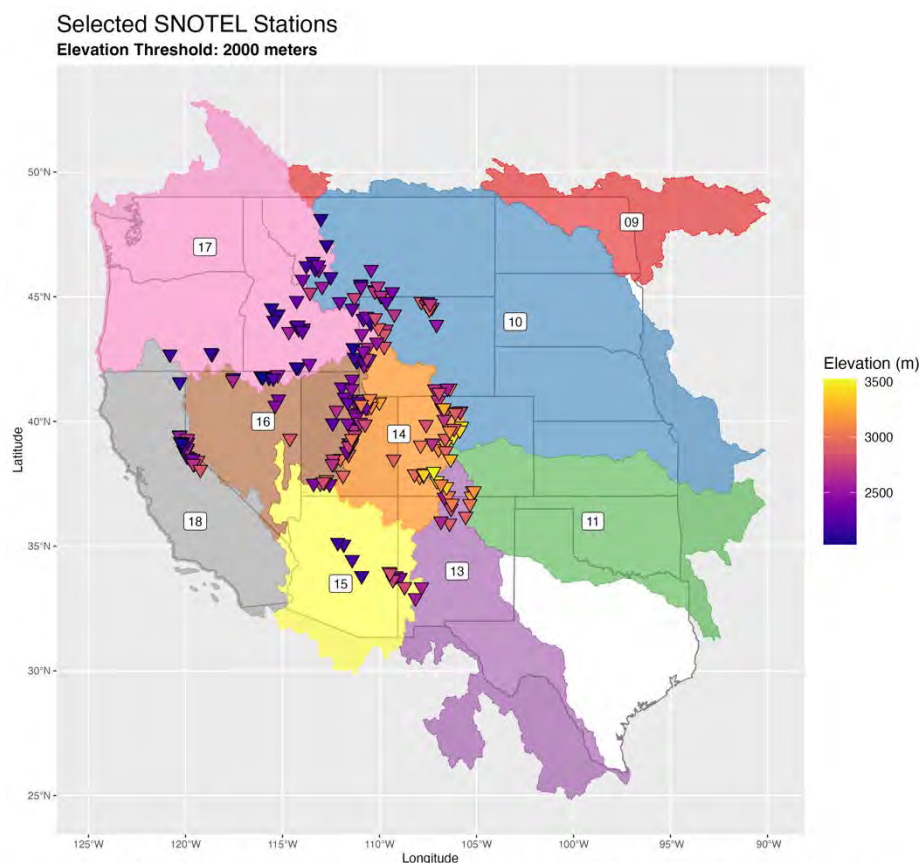 Selected SNOTEL Stations
Elevation Threshold: 2000 meters
50°N
45°N
40°N
35°N
30°N
25°N
Latitude
09
17
10
16
14
18
11
15
13
Elevation (m)
3500
3000
2500
125°W
120°W
115°W
110°W
105°W
100°W
95°W
90°W
Longitude